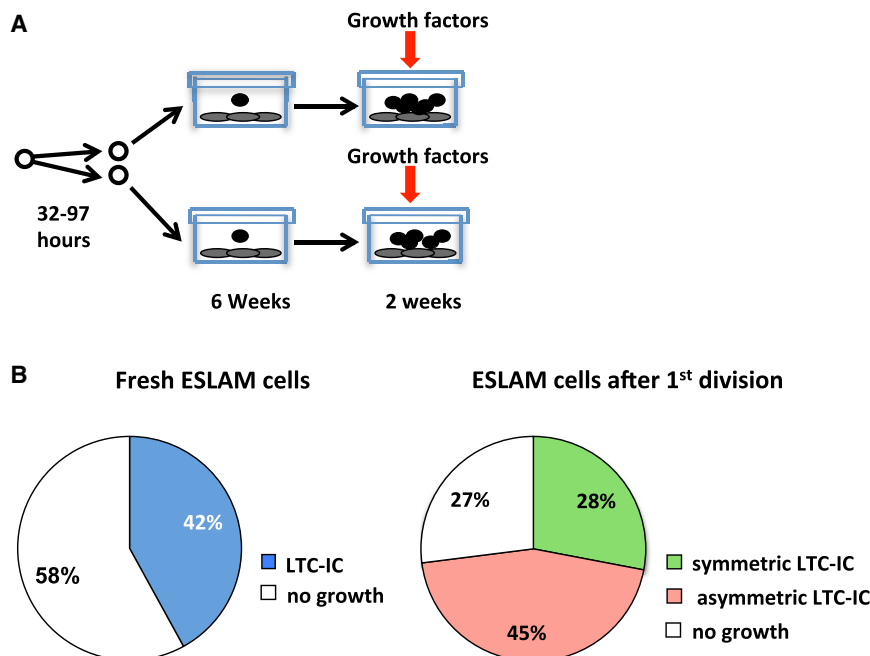 A
Growth factors
Growth factors
32-97
hours
6 Weeks
2 weeks
B
Fresh ESLAM cells
42%
58%
LTC-IC
no growth
ESLAM cells after 1st division
27%
28%
45%
symmetric LTC-IC
asymmetric LTC-IC
no growth